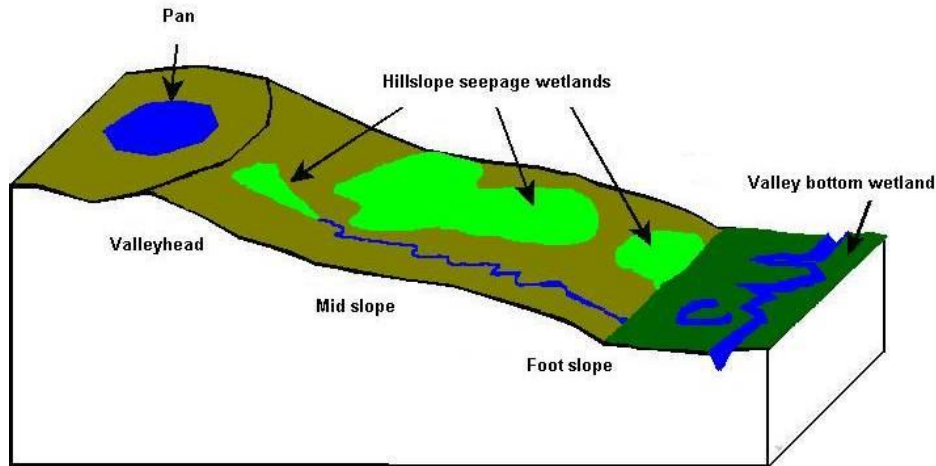 Pan
Hillslope seepage wetlands
Valley bottom wetland
Valleyhead
Mid slope
Foot slope